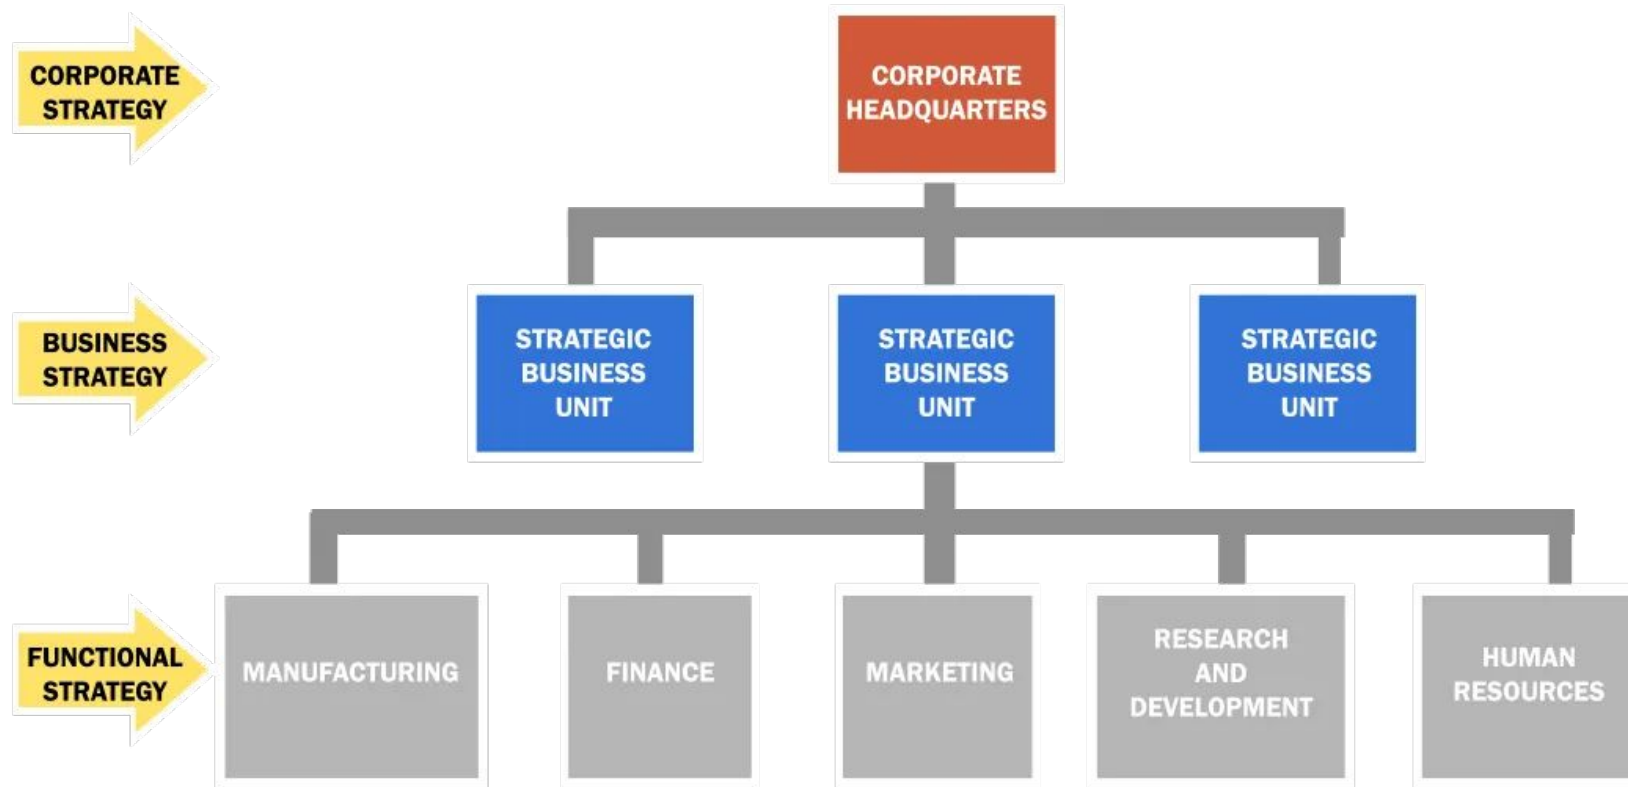 CORPORATE
STRATEGY
CORPORATE
HEADQUARTERS
BUSINESS
STRATEGY
STRATEGIC
BUSINESS
UNIT
STRATEGIC
BUSINESS
UNIT
STRATEGIC
BUSINESS
UNIT
FUNCTIONAL
STRATEGY
MANUFACTURING
FINANCE
MARKETING
RESEARCH
AND
DEVELOPMENT
HUMAN
RESOURCES